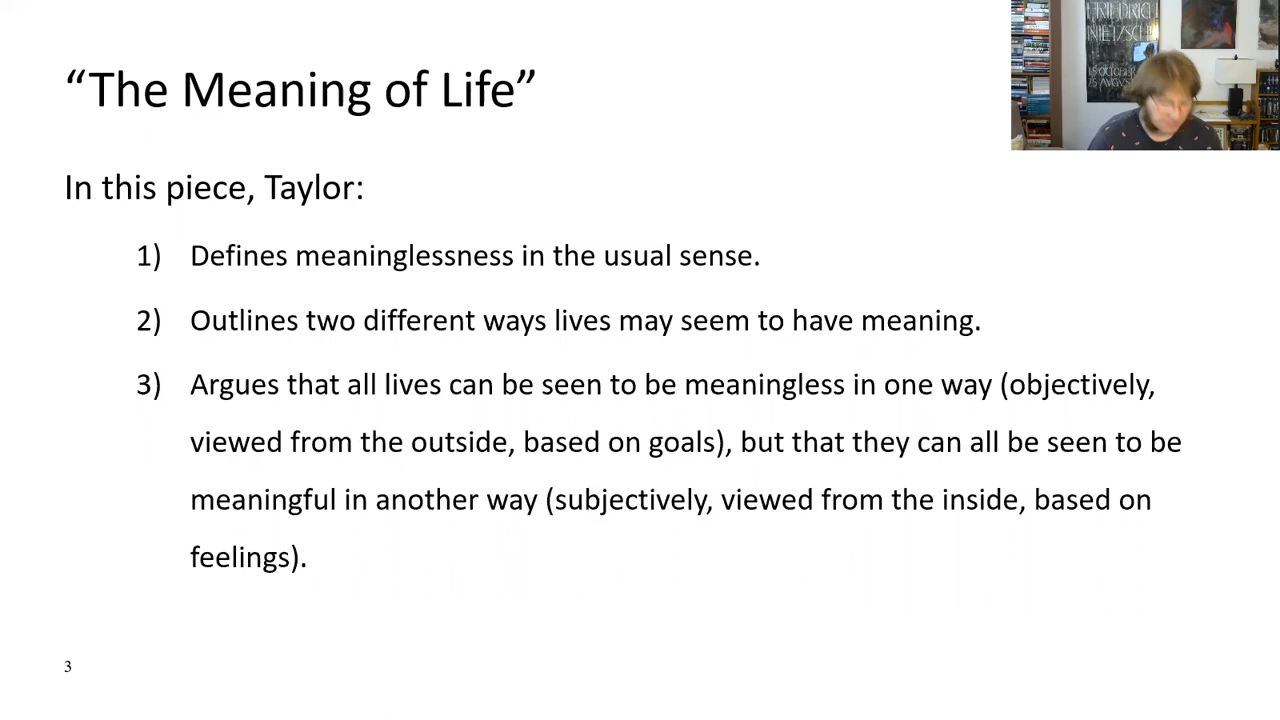 “The Meaning of Life”
FRIEDRICH
NIETZSCHE
In this piece, Taylor:
1) Defines meaninglessness in the usual sense.
2) Outlines two different ways lives may seem to have meaning.
3) Argues that all lives can be seen to be meaningless in one way (objectively,
viewed from the outside, based on goals), but that they can all be seen to be
meaningful in another way (subjectively, viewed from the inside, based on
feelings).
3